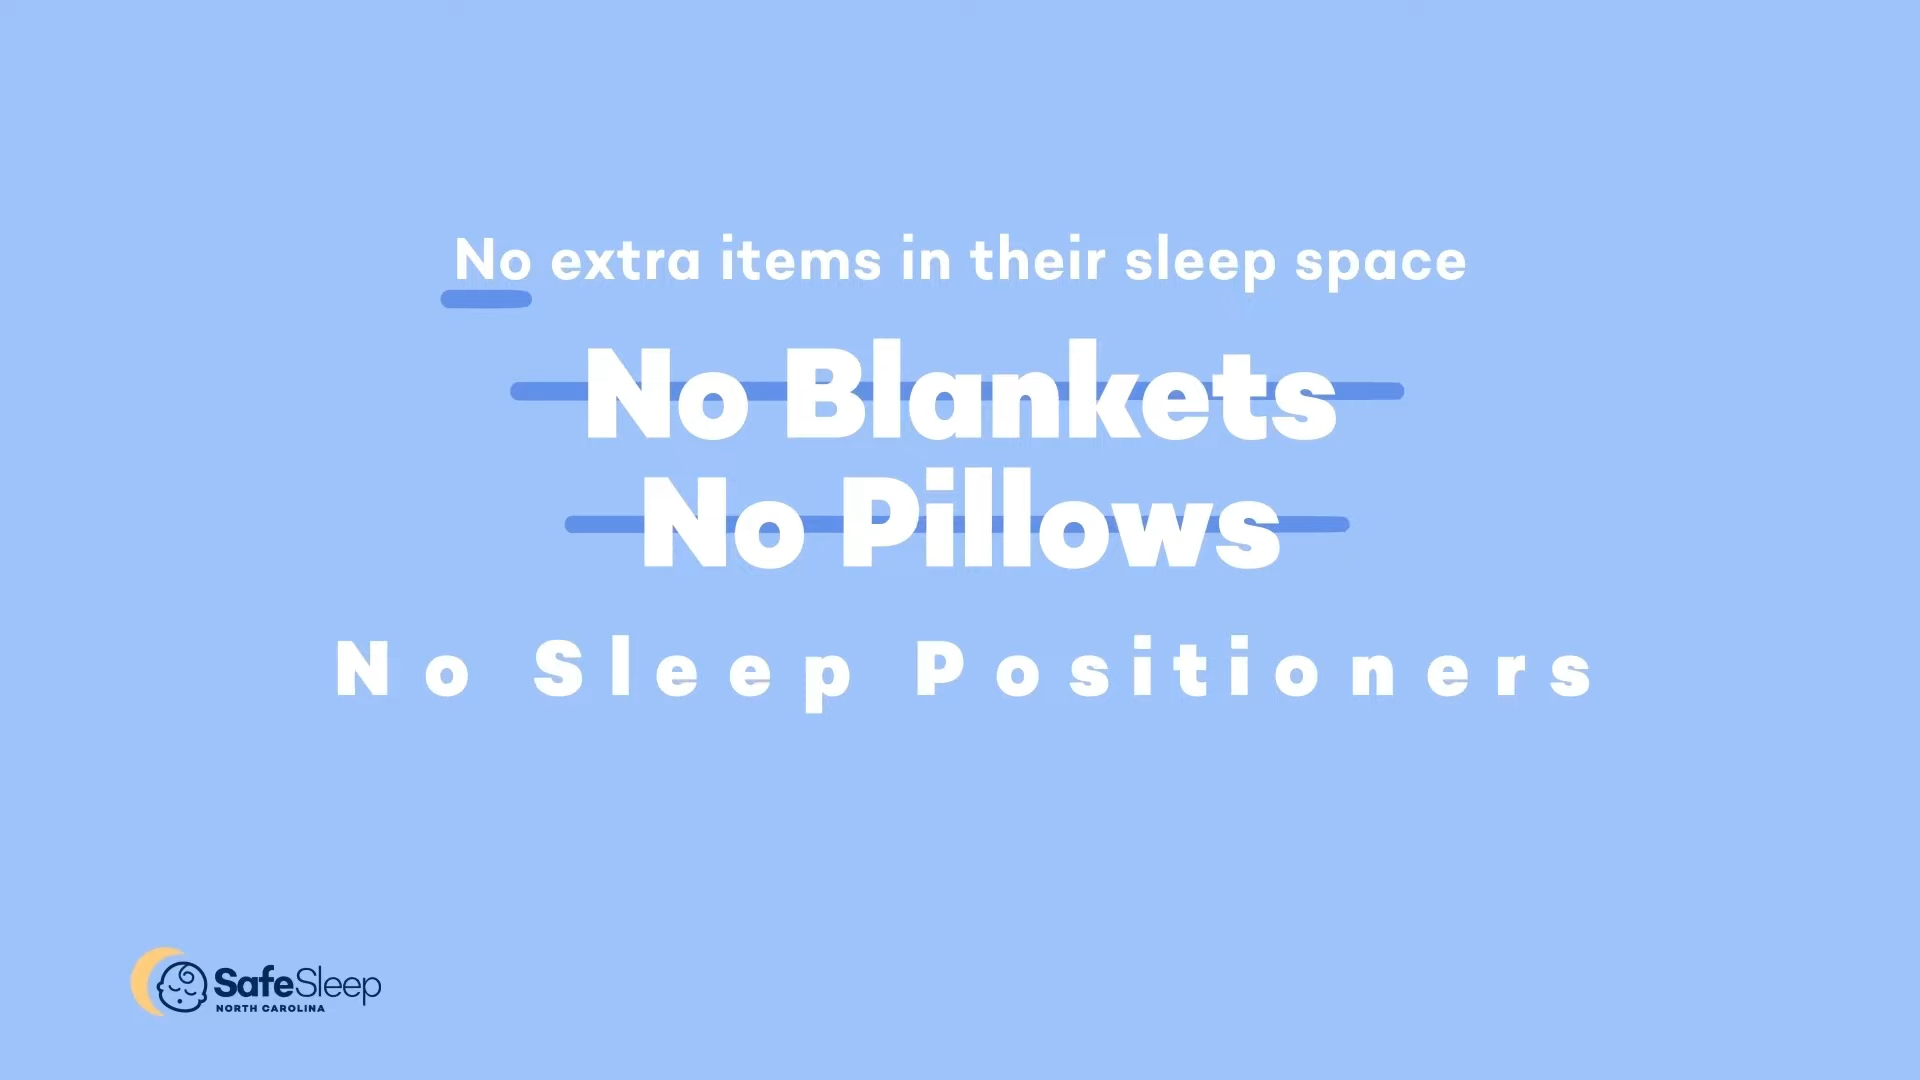 No extra items in their sleep space
No Blankets
No Pillows
No Sleep Positioners
SafeSleep
NORTH CAROLINA